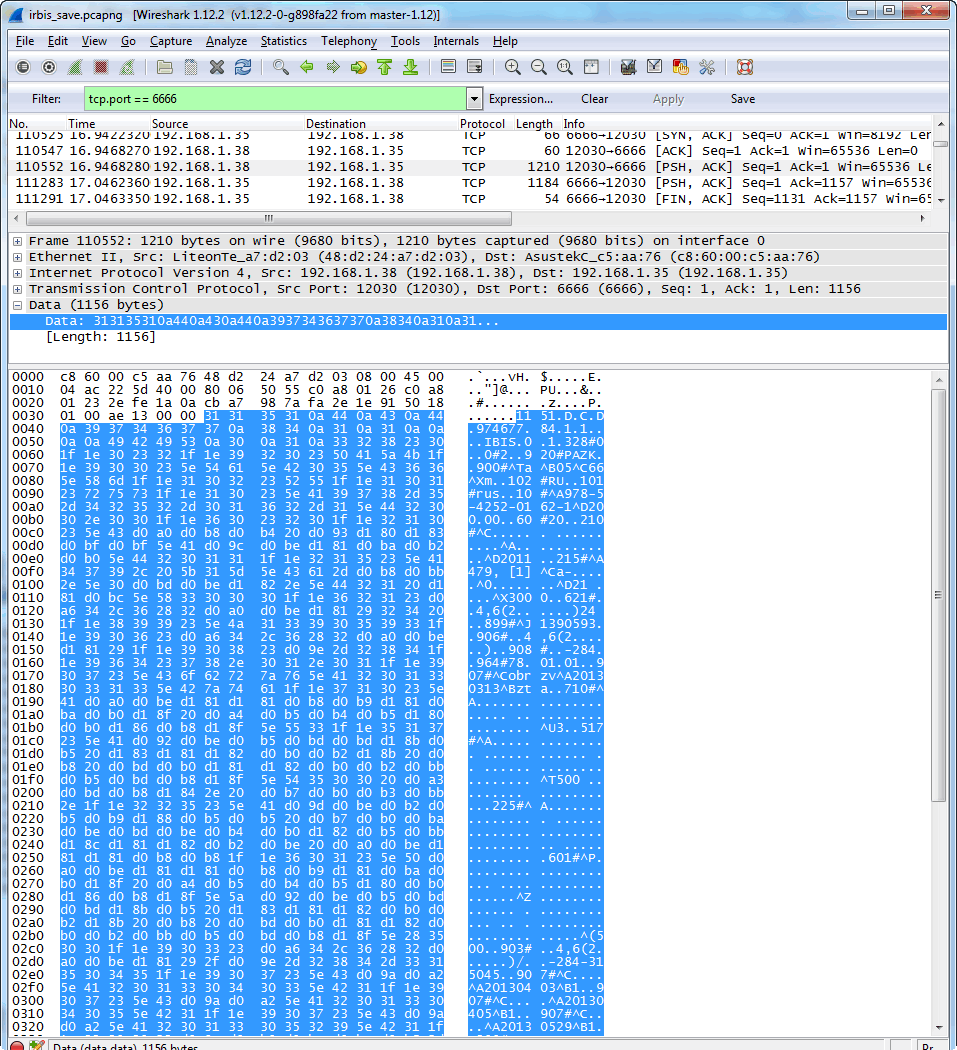 irbis_save.pcapng [Wireshark 1.12.2 (v1.12.2-0-g898fa22 from master-1.12)]
File Edit View Go Capture Analyze Statistics Telephony Tools Internals Help
Filter: tcp.port == 6666 Expression... Clear Apply Save
No. Time Source Destination Protocol Length Info
110525 16.9422320 192.168.1.35 192.168.1.38 TCP 66 6666→12030 [SYN, ACK] Seq=0 Ack=1 Win=8192 Len
110547 16.9468270 192.168.1.38 192.168.1.35 TCP 60 12030→6666 [ACK] Seq=1 Ack=1 Win=65536 Len=0
110552 16.9468390 192.168.1.38 192.168.1.35 TCP 1210 12030→6666 [PSH, ACK] Seq=1 Ack=1 Win=65536 Le
111283 17.0462360 192.168.1.35 192.168.1.38 TCP 1184 6666→12030 [PSH, ACK] Seq=1 Ack=1157 Win=65536
111291 17.0463350 192.168.1.35 192.168.1.38 TCP 54 6666→12030 [FIN, ACK] Seq=1131 Ack=1157 Win=65
Frame 110552: 1210 bytes on wire (9680 bits), 1210 bytes captured (9680 bits) on interface 0
Ethernet II, Src: LiteonTe_a7:d2:03 (48:d2:24:a7:d2:03), Dst: AsustekC_c5:aa:76 (c8:60:00:c5:aa:76)
Internet Protocol Version 4, Src: 192.168.1.38 (192.168.1.38), Dst: 192.168.1.35 (192.168.1.35)
Transmission Control Protocol, Src Port: 12030 (12030), Dst Port: 6666 (6666), Seq: 1, Ack: 1, Len: 1156
Data (1156 bytes)
Data: 313135310a440a430a440a3937343637370a38340a310a31...
[Length: 1156]
0000 c8 60 00 c5 aa 76 48 d2 24 a7 d2 03 08 00 45 00 .`...vH. $.....E.
0010 04 ac 22 5d 40 00 80 06 50 55 c0 a8 01 26 c0 a8 .."]@... PU...&..
0020 01 23 2e fe 1a 0a cb a7 98 7a fa 2e 1e 91 50 18 .#...... .z....P.
0030 01 00 ae 13 00 00 31 31 35 31 0a 44 0a 43 0a 44 ......11 51.D.C.D
0040 0a 39 37 34 36 37 37 0a 38 34 0a 31 0a 31 0a 0a .974677. 84.1.1..
0050 0a 0a 49 42 49 53 0a 30 0a 31 0a 33 32 38 23 30 ..IBIS.0 .1.328#0
0060 1f 1e 30 23 32 1f 1e 39 32 30 23 50 41 5a 4b 1f ..0#2..9 20#PAZK.
0070 1e 39 30 30 23 5e 54 61 5e 42 30 35 5e 43 36 36 .900#^Ta ^B05^C66
0080 5e 58 6d 1f 1e 31 30 32 23 52 55 1f 1e 31 30 31 ^Xm..102 #RU..101
0090 23 72 75 73 1f 1e 31 30 23 5e 41 39 37 38 2d 35 #rus..10 #^A978-5
00a0 2d 34 32 35 32 2d 30 31 36 32 2d 31 5e 44 32 30 -4252-01 62-1^D20
00b0 30 2e 30 30 1f 1e 36 30 23 32 30 1f 1e 32 31 30 0.00..60 #20..210
00c0 23 5e 43 d0 a0 d0 b8 d0 b4 20 d0 93 d1 80 d1 83 #^C..... . ......
00d0 d0 bf d0 bf 5e 41 d0 9c d0 be d1 81 d0 ba d0 b2 ....^A.. ........
00e0 d0 b0 5e 44 32 30 31 31 1f 1e 32 31 35 23 5e 41 ..^D2011 ..215#^A
00f0 34 37 39 2c 20 5b 31 5d 5e 43 61 2d d0 b8 d0 bb 479, [1] ^Ca-....
0100 2e 5e 30 d0 bd d0 be d1 82 2e 5e 44 32 31 20 d1 .^0..... ..^D21 .
0110 81 d0 bc 5e 58 33 30 30 30 1f 1e 36 32 31 23 d0 ...^X300 0..621#.
0120 a6 34 2c 36 28 32 d0 a0 d0 be d1 81 29 32 34 20 .4,6(2.. ....)24
0130 1f 1e 38 39 39 23 5e 4a 31 33 39 30 35 39 33 1f ..899#^J 1390593.
0140 1e 39 30 36 23 d0 a6 34 2c 36 28 32 d0 a0 d0 be .906#..4 ,6(2....
0150 d1 81 29 1f 1e 39 30 38 23 d0 9e 2d 32 38 34 1f ..)..908 #..-284.
0160 1e 39 36 34 23 37 38 2e 30 31 2e 30 31 1f 1e 39 .964#78. 01.01..9
0170 30 37 23 5e 43 6f 62 72 7a 76 5e 41 32 30 31 33 07#^Cobr zv^A2013
0180 30 33 31 33 5e 42 7a 74 61 1f 1e 37 31 30 23 5e 0313^Bzt a..710#^
0190 41 d0 a0 d0 be d1 81 d1 81 d0 b8 d0 b9 d1 81 d0 A....... ........
01a0 ba d0 b0 d1 8f 20 d0 a4 d0 b5 d0 b4 d0 b5 d1 80 ..... .. ........
01b0 d0 b0 d1 86 d0 b8 d1 8f 5e 55 33 1f 1e 35 31 37 ........ ^U3..517
01c0 23 5e 41 d0 92 d0 be d0 b5 d0 bd d0 bd d1 8b d0 #^A..... ........
01d0 b5 20 d1 83 d1 81 d1 82 d0 b0 d0 b2 d1 8b 20 d0 . ...... ...... .
01e0 b8 20 d0 bd d0 b0 d1 81 d1 82 d0 b0 d0 b2 d0 bb . ...... ........
01f0 d0 b5 d0 bd d0 b8 d1 8f 5e 54 35 30 30 20 d0 a3 ........ ^T500 ..
0200 d0 bd d0 b8 d1 84 2e 20 d0 b7 d0 b0 d0 b3 d0 bb ....... ........
0210 2e 1f 1e 32 32 35 23 5e 41 d0 9d d0 be d0 b2 d0 ...225#^ A.......
0220 b5 d0 b9 d1 88 d0 b5 d0 b5 20 d0 b7 d0 b0 d0 ba ........ . ......
0230 d0 be d0 bd d0 be d0 b4 d0 b0 d1 82 d0 b5 d0 bb ........ ........
0240 d1 8c d1 81 d1 82 d0 b2 d0 be 20 d0 a0 d0 be d1 ........ .. .....
0250 81 d1 81 d0 b8 d0 b8 1f 1e 36 30 31 23 5e 50 d0 ........ .601#^P.
0260 a0 d0 be d1 81 d1 81 d0 b8 d0 b9 d1 81 d0 ba d0 ........ ........
0270 b0 d1 8f 20 d0 a4 d0 b5 d0 b4 d0 b5 d1 80 d0 b0 ... .... ........
0280 d1 86 d0 b8 d1 8f 5e 5a d0 92 d0 be d0 b5 d0 bd ......^Z ........
0290 d0 bd d1 8b d0 b5 20 d1 83 d1 81 d1 82 d0 b0 d0 ...... . ........
02a0 b2 d1 8b 20 d0 b8 20 d0 bd d0 b0 d1 81 d1 82 d0 ... .. . ........
02b0 b0 d0 b2 d0 bb d0 b5 d0 bd d0 b8 d1 8f 5e 28 35 ........ .....^(5
02c0 30 30 1f 1e 39 30 33 23 d0 a6 34 2c 36 28 32 d0 00..903# ..4,6(2.
02d0 a0 d0 be d1 81 29 2f d0 9e 2d 32 38 34 2d 33 31 .....)/. .-284-31
02e0 35 30 34 35 1f 1e 39 30 37 23 5e 43 d0 9a d0 a2 5045..90 7#^C....
02f0 5e 41 32 30 31 33 30 34 30 33 5e 42 31 1f 1e 39 ^A201304 03^B1..9
0300 30 37 23 5e 43 d0 9a d0 a2 5e 41 32 30 31 33 30 07#^C... .^A20130
0310 34 30 35 5e 42 31 1f 1e 39 30 37 23 5e 43 d0 9a 405^B1.. 907#^C..
0320 d0 a2 5e 41 32 30 31 33 30 35 32 39 5e 42 31 1f ..^A2013 0529^B1.
Data (data.data), 1156 bytes